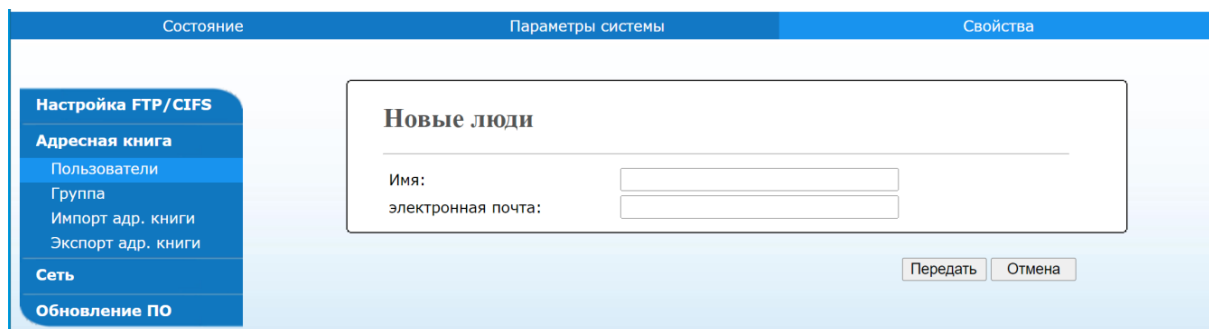 Состояние
Параметры системы
Свойства
Настройка FTP/CIFS
Адресная книга
Пользователи
Группа
Импорт адр. книги
Экспорт адр. книги
Сеть
Обновление ПО
Новые люди
Имя:
электронная почта:
Передать
Отмена